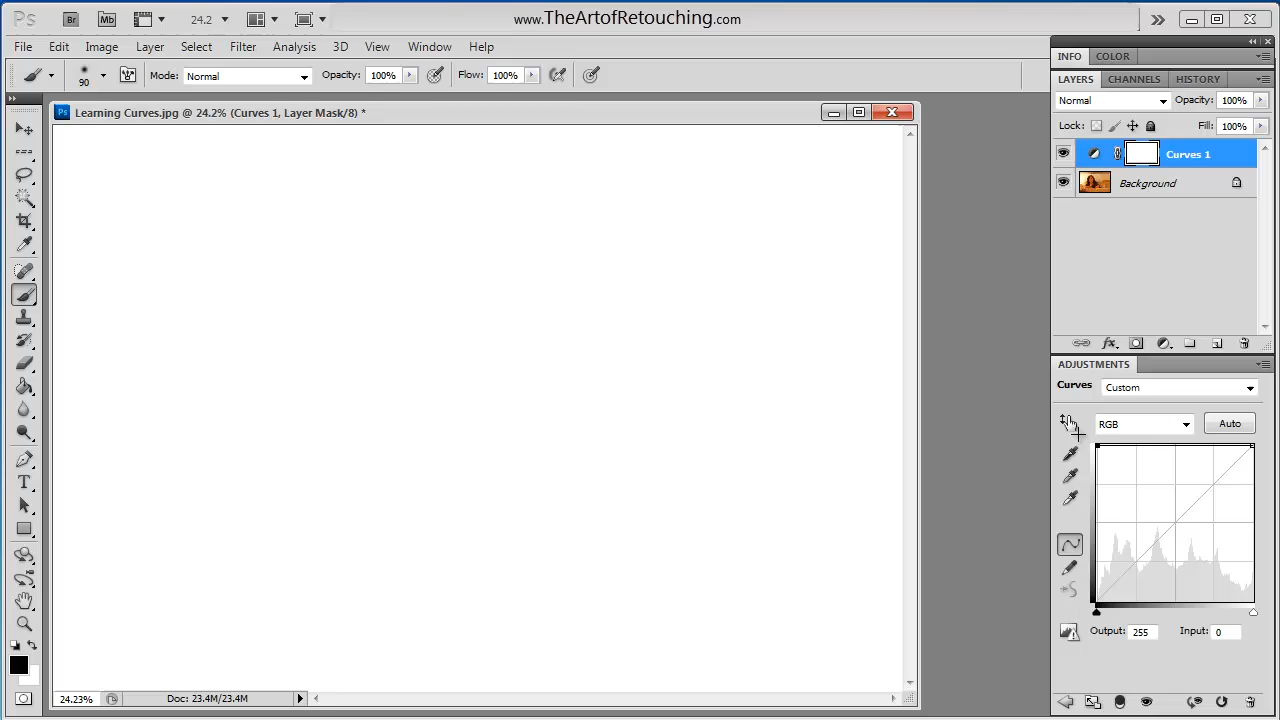 Ps Br Mb 24.2 www.TheArtofRetouching.com
File Edit Image Layer Select Filter Analysis 3D View Window Help
90 Mode: Normal Opacity: 100% Flow: 100%
INFO COLOR
LAYERS CHANNELS HISTORY
Normal Opacity: 100%
Lock: Fill: 100%
Curves 1
Background
fx
Ps Learning Curves.jpg @ 24.2% (Curves 1, Layer Mask/8) *
T
24.23% Doc: 23.4M/23.4M
ADJUSTMENTS
Curves Custom
RGB Auto
Output: 255 Input: 0